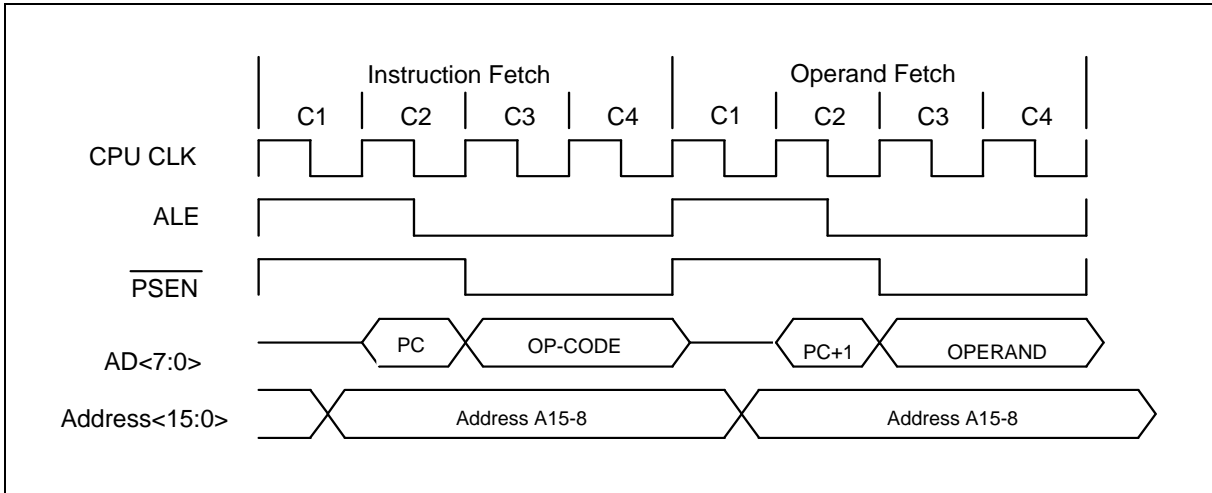 Instruction Fetch Operand Fetch
C1 C2 C3 C4 C1 C2 C3 C4
CPU CLK
ALE
PSEN
PC OP-CODE PC+1 OPERAND
AD<7:0>
Address<15:0> Address A15-8 Address A15-8